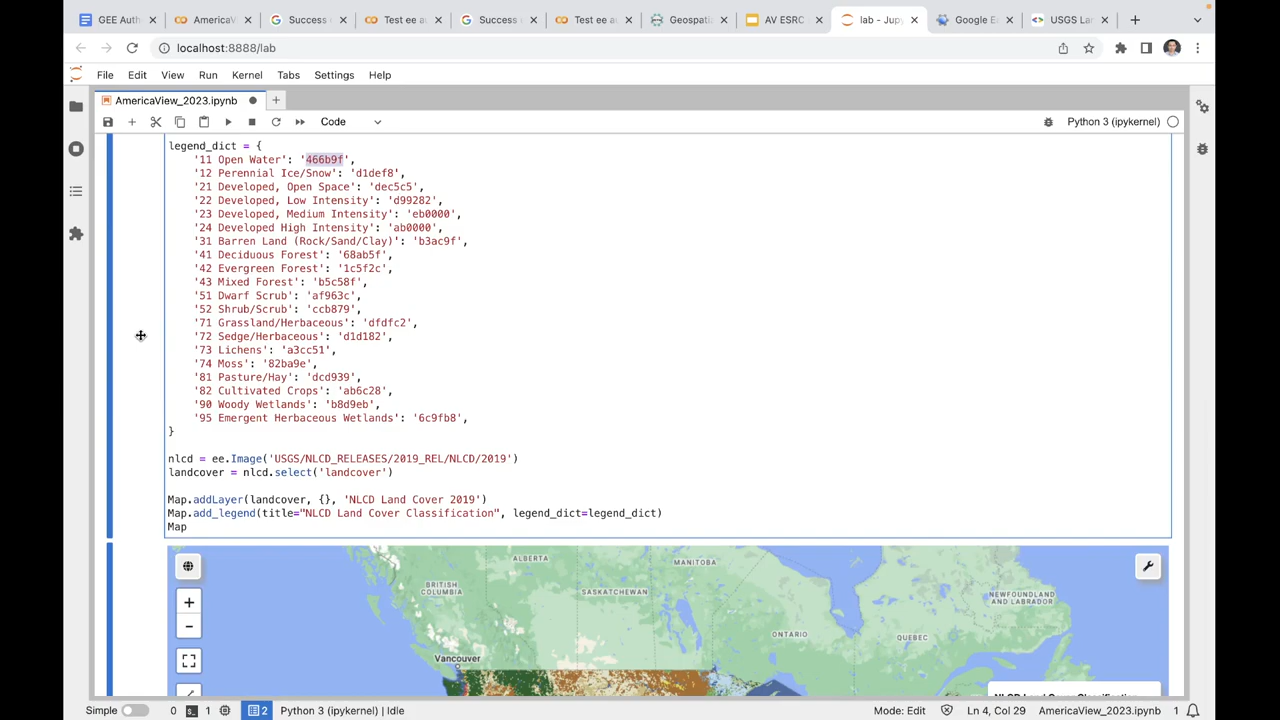 GEE Auth
AmericaV
Success
Test ee au
Success
Test ee au
Geospati
AV ESRC
lab - Jup
Google E
USGS La
localhost:8888/lab
File Edit View Run Kernel Tabs Settings Help
AmericaView_2023.ipynb
Code
Python 3 (ipykernel)
legend_dict = {
'11 Open Water': '466b9f',
'12 Perennial Ice/Snow': 'd1def8',
'21 Developed, Open Space': 'dec5c5',
'22 Developed, Low Intensity': 'd99282',
'23 Developed, Medium Intensity': 'eb0000',
'24 Developed High Intensity': 'ab0000',
'31 Barren Land (Rock/Sand/Clay)': 'b3ac9f',
'41 Deciduous Forest': '68ab5f',
'42 Evergreen Forest': '1c5f2c',
'43 Mixed Forest': 'b5c58f',
'51 Dwarf Scrub': 'af963c',
'52 Shrub/Scrub': 'ccb879',
'71 Grassland/Herbaceous': 'dfdfc2',
'72 Sedge/Herbaceous': 'd1d182',
'73 Lichens': 'a3cc51',
'74 Moss': '82ba9e',
'81 Pasture/Hay': 'dcd939',
'82 Cultivated Crops': 'ab6c28',
'90 Woody Wetlands': 'b8d9eb',
'95 Emergent Herbaceous Wetlands': '6c9fb8',
}
nlcd = ee.Image('USGS/NLCD_RELEASES/2019_REL/NLCD/2019')
landcover = nlcd.select('landcover')
Map.addLayer(landcover, {}, 'NLCD Land Cover 2019')
Map.add_legend(title="NLCD Land Cover Classification", legend_dict=legend_dict)
Map
ALBERTA
MANITOBA
BRITISH
COLUMBIA
SASKATCHEWAN
NEWFOUNDLAND
AND LABRADOR
ONTARIO
QUEBEC
Vancouver
NLCD Land Cover Classification
Simple 0 1 2 Python 3 (ipykernel) | Idle
Mode: Edit Ln 4, Col 29 AmericaView_2023.ipynb 1